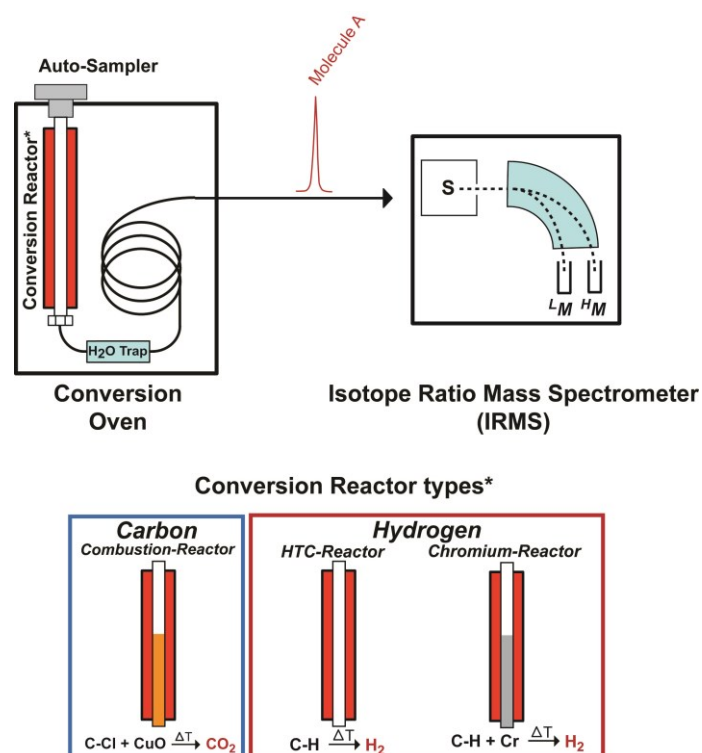 Molecule A
Auto-Sampler
Conversion Reactor*
H₂O Trap
S
ᴸM ᴴM
Conversion
Oven
Isotope Ratio Mass Spectrometer
(IRMS)
Conversion Reactor types*
Carbon
Combustion-Reactor
Hydrogen
HTC-Reactor
Chromium-Reactor
C-Cl + CuO ΔT→ CO₂
C-H ΔT→ H₂
C-H + Cr ΔT→ H₂